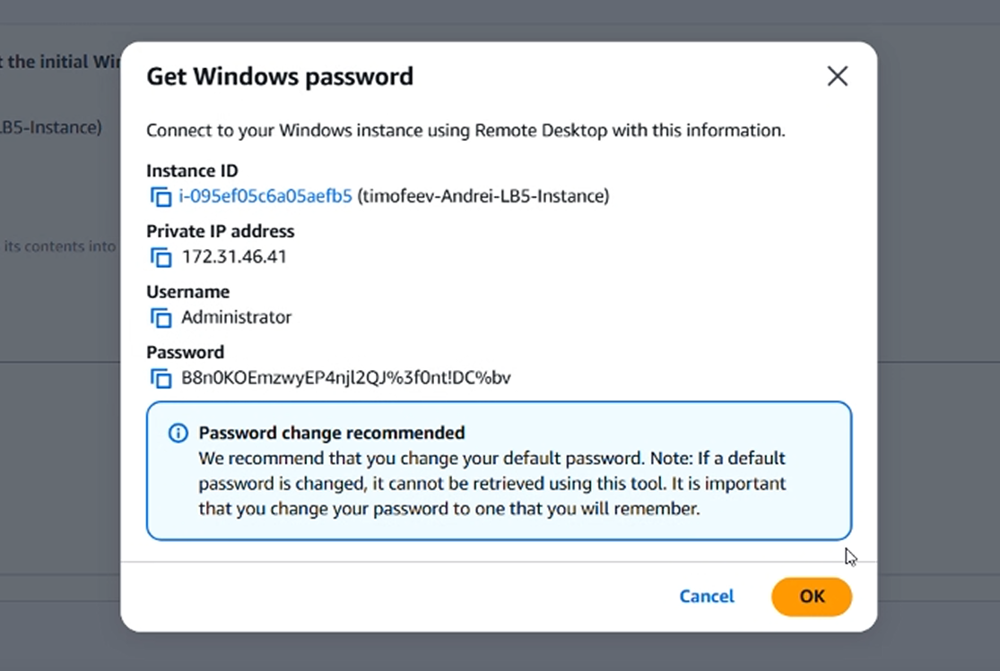 t the initial Wi
Get Windows password
LB5-Instance)
Connect to your Windows instance using Remote Desktop with this information.
Instance ID
i-095ef05c6a05aefb5 (timofeev-Andrei-LB5-Instance)
Private IP address
its contents into
172.31.46.41
Username
Administrator
Password
B8n0KOEmzwyEP4njl2QJ%3f0nt!DC%bv
Password change recommended
We recommend that you change your default password. Note: If a default
password is changed, it cannot be retrieved using this tool. It is important
that you change your password to one that you will remember.
Cancel
OK